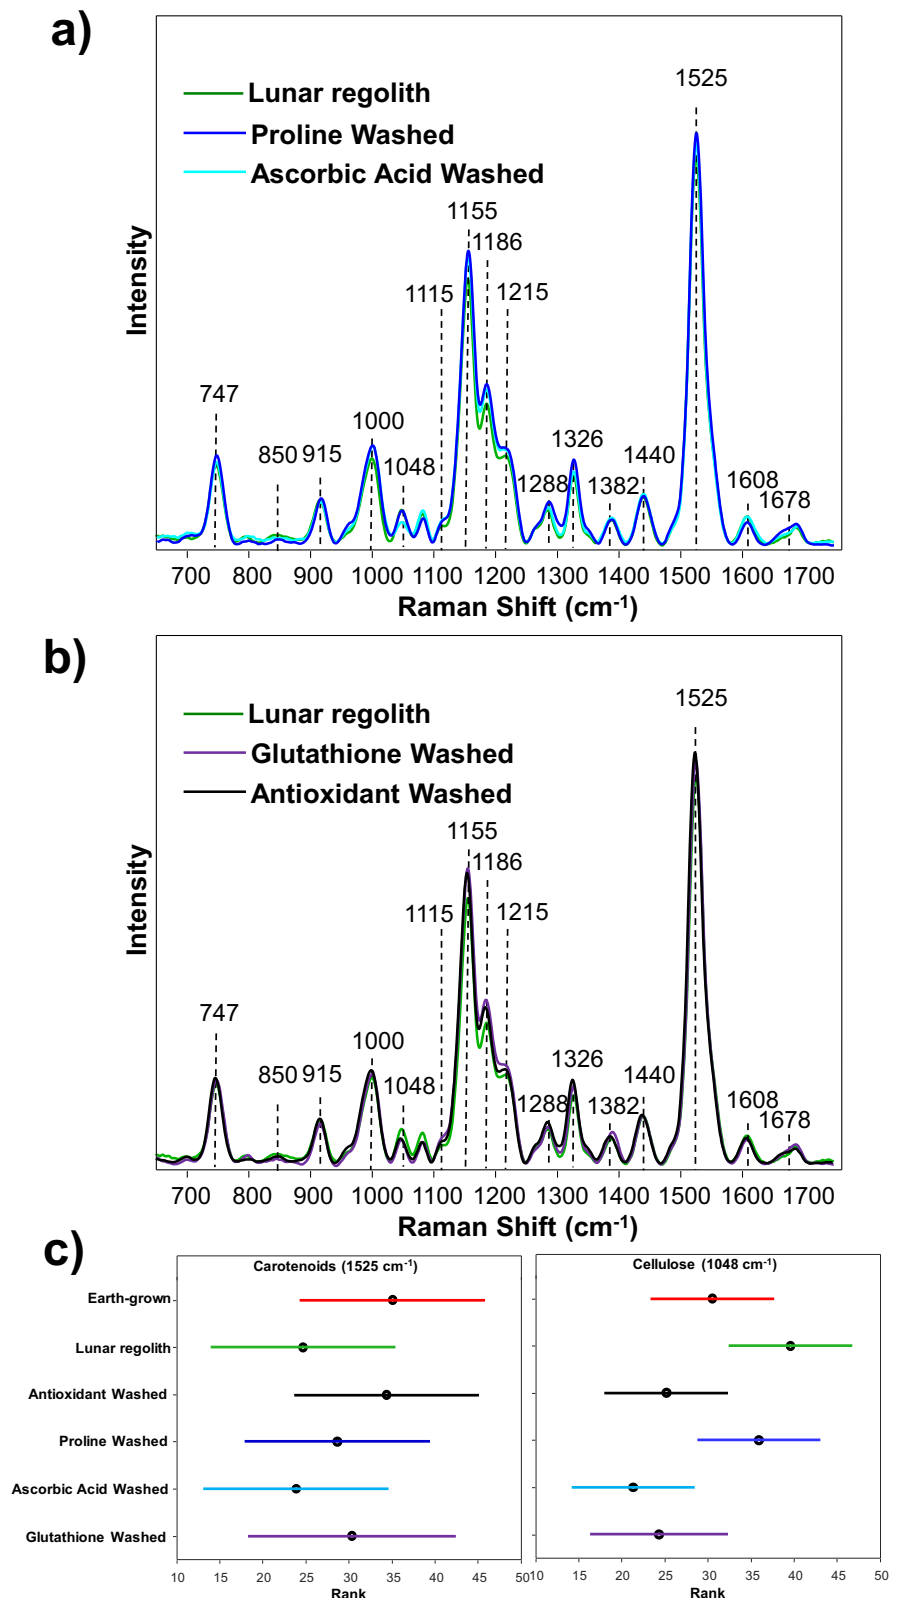 a)
Lunar regolith
Proline Washed
Ascorbic Acid Washed
1525
1155
1186
1115
1215
747
850
915
1000
1048
1288
1326
1382
1440
1608
1678
Intensity
700 800 900 1000 1100 1200 1300 1400 1500 1600 1700
Raman Shift (cm-1)
b)
Lunar regolith
Glutathione Washed
Antioxidant Washed
1525
1155
1186
1115
1215
747
850
915
1000
1048
1288
1326
1382
1440
1608
1678
Intensity
700 800 900 1000 1100 1200 1300 1400 1500 1600 1700
Raman Shift (cm-1)
c)
Carotenoids (1525 cm-1)
Cellulose (1048 cm-1)
Earth-grown
Lunar regolith
Antioxidant Washed
Proline Washed
Ascorbic Acid Washed
Glutathione Washed
10 15 20 25 30 35 40 45 50
10 15 20 25 30 35 40 45 50
Rank
Rank